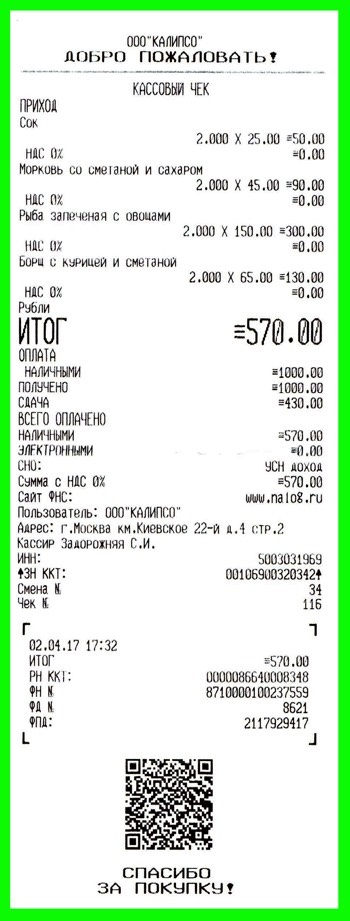 ООО"КАЛИПСО"
ДОБРО ПОЖАЛОВАТЬ!
КАССОВЫЙ ЧЕК
ПРИХОД
Сок
2.000 X 25.00 =50.00
НДС 0% =0.00
Морковь со сметаной и сахаром
2.000 X 45.00 =90.00
НДС 0% =0.00
Рыба запеченая с овощами
2.000 X 150.00 =300.00
НДС 0% =0.00
Борщ с курицей и сметаной
2.000 X 65.00 =130.00
НДС 0% =0.00
Рубли
ИТОГ =570.00
ОПЛАТА
НАЛИЧНЫМИ =1000.00
ПОЛУЧЕНО =1000.00
СДАЧА =430.00
ВСЕГО ОПЛАЧЕНО
НАЛИЧНЫМИ =570.00
ЭЛЕКТРОННЫМИ =0.00
СНО: УСН доход
Сумма с НДС 0% =570.00
Сайт ФНС: www.nalog.ru
Пользователь: ООО"КАЛИПСО"
Адрес: г.Москва км.Киевское 22-й д.4 стр.2
Кассир Задорожняя С.И.
ИНН: 5003031969
↑ЗН ККТ: 00106900320342↑
Смена № 34
Чек № 116
02.04.17 17:32
ИТОГ =570.00
РН ККТ: 0000086640008348
ФН № 8710000100237559
ФД № 8621
ФПД: 2117929417
СПАСИБО
ЗА ПОКУПКУ!